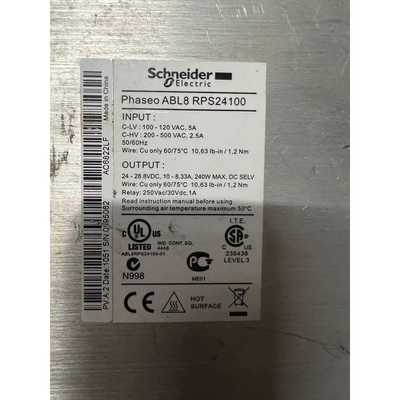 Schneider
Electric
Phaseo ABL8 RPS24100
INPUT :
C-LV : 100 - 120 VAC, 5A
C-HV : 200 - 500 VAC, 2.5A
50/60Hz
Wire: Cu only 60/75°C 10,63 lb-in / 1,2 Nm
OUTPUT :
24 - 28.8VDC, 10 - 8.33A, 240W MAX, DC SELV
Wire: Cu only 60/75°C 10,63 lb-in / 1,2 Nm
Relay: 250Vac/30Vdc,1A
Read instruction manual before using
Surrounding air temperature maximum 50°C
c UL US
LISTED
IND. CONT. EQ.
ABL8RPS24100-01
N998
ME01
I.T.E.
C US
LEVEL 3
CE
HOT
SURFACE
Made in China
AC6822LF
PV:A.2 Date:1051 S/N